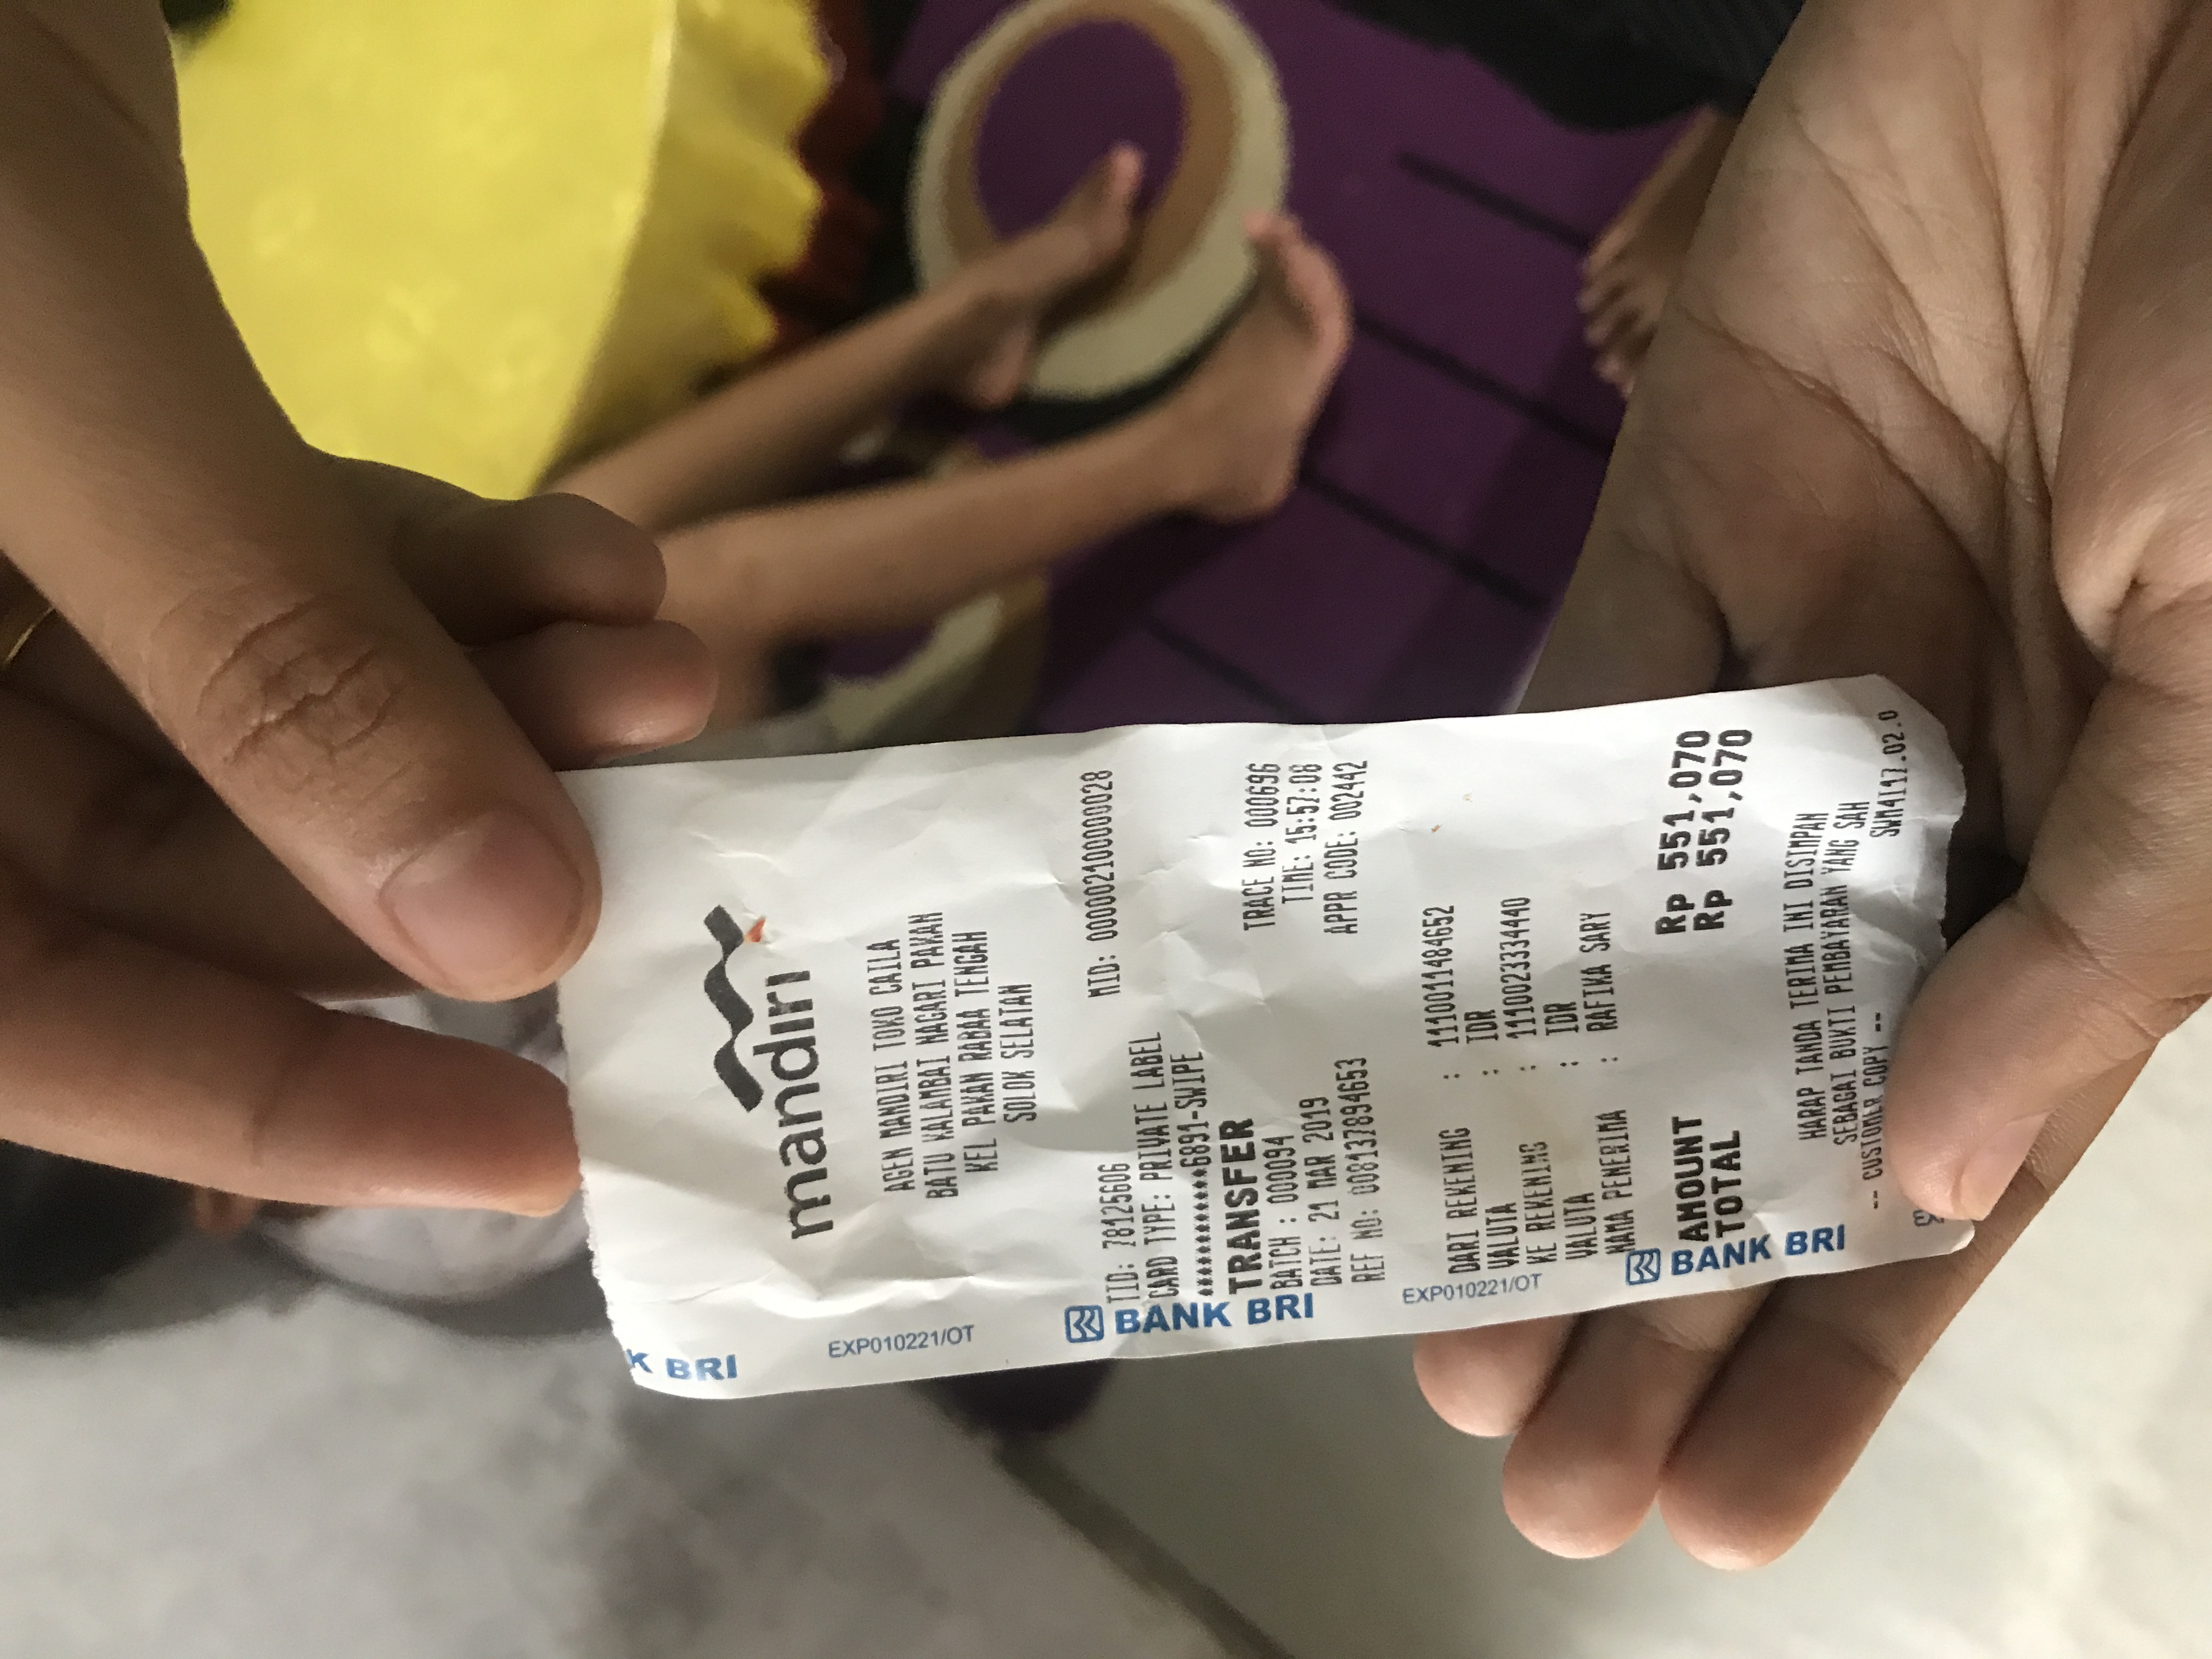 mandiri
AGEN MANDIRI TOKO CAILA
BATU KALAMBAI NAGARI PAKAN
KEL PAKAN RABAA TENGAH
SOLOK SELATAN
TID: 78125606 MID: 000002100000028
CARD TYPE: PRIVATE LABEL
************6891-SWIPE
TRANSFER
BATCH : 000094 TRACE NO: 000696
DATE: 21 MAR 2019 TIME: 15:57:08
REF NO: 008137894653 APPR CODE: 002442
DARI REKENING : 1110011484652
VALUTA : IDR
KE REKENING : 1110023334440
VALUTA : IDR
NAMA PENERIMA : RAFIKA SARY
AMOUNT Rp 551,070
TOTAL Rp 551,070
HARAP TANDA TERIMA INI DISIMPAN
SEBAGAI BUKTI PEMBAYARAN YANG SAH
-- CUSTOMER COPY -- SWM4I17.02.0
K BRI
EXP010221/OT
BANK BRI
EXP010221/OT
BANK BRI